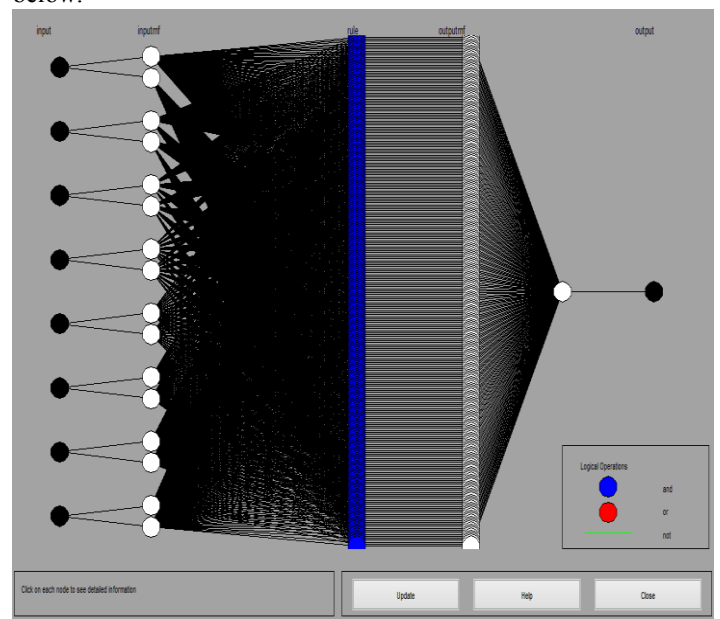 below.
input inputmf rule outputmf output
Logical Operations
and
or
not
Click on each node to see detailed information
Update Help Close